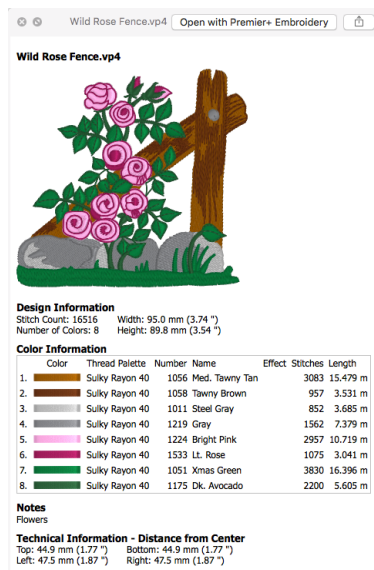 Wild Rose Fence.vp4 Open with Premier+ Embroidery
Wild Rose Fence.vp4
Design Information
Stitch Count: 16516 Width: 95.0 mm (3.74 ")
Number of Colors: 8 Height: 89.8 mm (3.54 ")
Color Information
Color Thread Palette Number Name Effect Stitches Length
1. Sulky Rayon 40 1056 Med. Tawny Tan 3083 15.479 m
2. Sulky Rayon 40 1058 Tawny Brown 957 3.531 m
3. Sulky Rayon 40 1011 Steel Gray 852 3.685 m
4. Sulky Rayon 40 1219 Gray 1562 7.379 m
5. Sulky Rayon 40 1224 Bright Pink 2957 10.719 m
6. Sulky Rayon 40 1533 Lt. Rose 1075 3.041 m
7. Sulky Rayon 40 1051 Xmas Green 3830 16.396 m
8. Sulky Rayon 40 1175 Dk. Avocado 2200 5.605 m
Notes
Flowers
Technical Information - Distance from Center
Top: 44.9 mm (1.77 ") Bottom: 44.9 mm (1.77 ")
Left: 47.5 mm (1.87 ") Right: 47.5 mm (1.87 ")